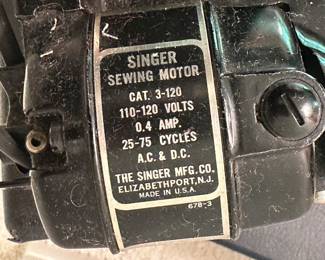 SINGER
SEWING MOTOR
CAT. 3-120
110-120 VOLTS
0.4 AMP.
25-75 CYCLES
A.C. & D.C.
THE SINGER MFG. CO.
ELIZABETHPORT, N.J.
MADE IN U.S.A.
678-3